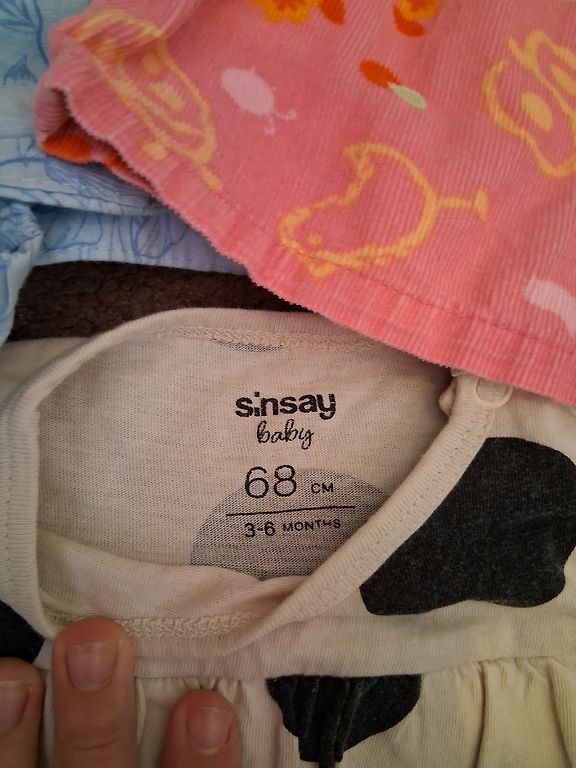 sinsay
baby
68 CM
3-6 MONTHS